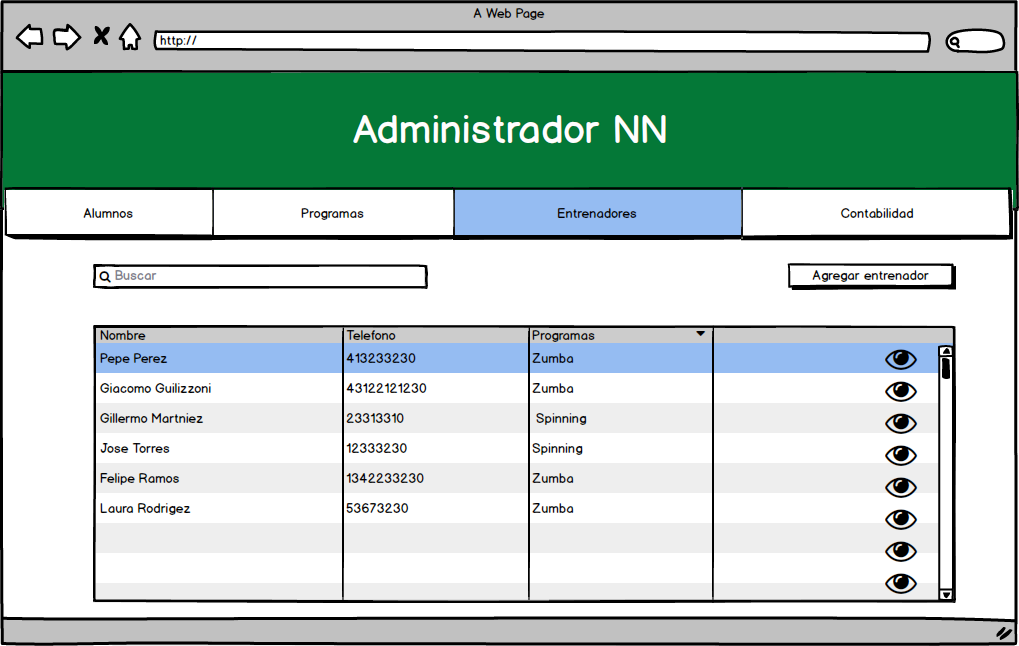 A Web Page
http://
Administrador NN
Alumnos Programas Entrenadores Contabilidad
Buscar Agregar entrenador
Nombre Telefono Programas
Pepe Perez 413233230 Zumba
Giacomo Guilizzoni 43122121230 Zumba
Gillermo Martniez 23313310 Spinning
Jose Torres 12333230 Spinning
Felipe Ramos 1342233230 Zumba
Laura Rodrigez 53673230 Zumba